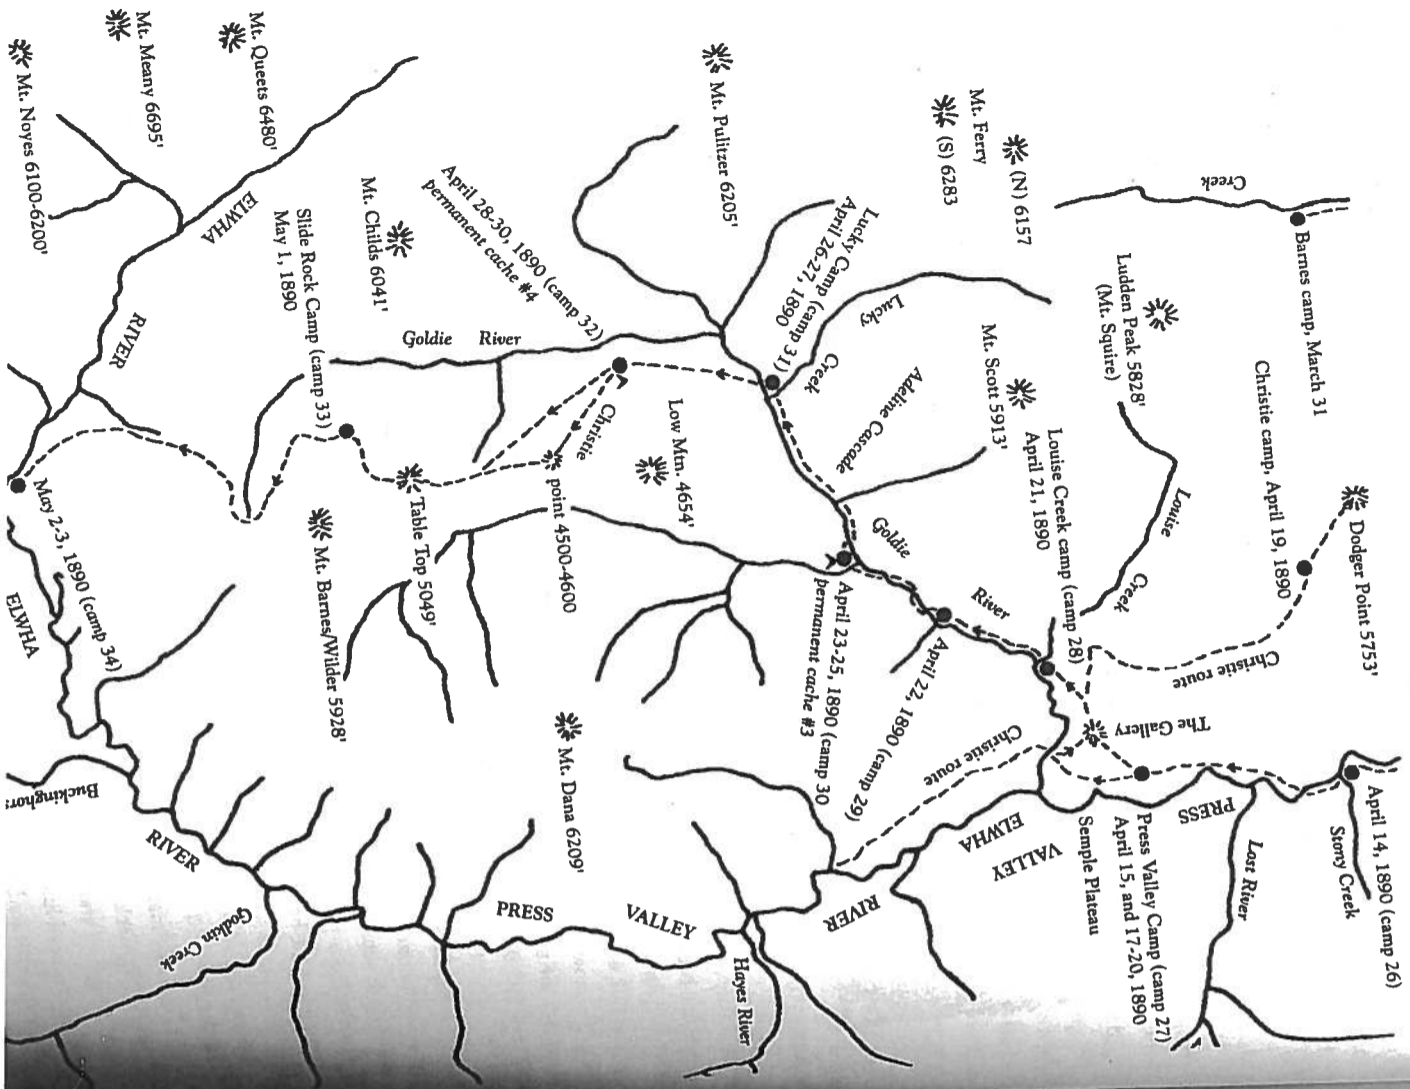 Mt. Noyes 6100-6200'
Mt. Meany 6695'
Mt. Queets 6480'
ELWHA
RIVER
Mt. Childs 6041'
Slide Rock Camp (camp 33)
May 1, 1890
April 28-30, 1890 (camp 32)
permanent cache #4
Goldie River
Christie
Mt. Pulitzer 6205'
Lucky Camp (camp 31)
April 26-27, 1890
Lucky
Creek
Mt. Ferry
(N) 6157
(S) 6283
Creek
Barnes camp, March 31
Ludden Peak 5828'
(Mt. Squire)
Christie camp, April 19, 1890
Dodger Point 5753'
Mt. Scott 5913'
Adeline Cascade
Louise Creek camp (camp 28)
April 21, 1890
Louise
Creek
Low Mtn. 4654'
point 4500-4600
Table Top 5049'
Mt. Barnes/Wilder 5928'
May 2-3, 1890 (camp 34)
ELWHA
Goldie
River
April 23-25, 1890 (camp 30
permanent cache #3
April 22, 1890 (camp 29)
Christie route
Christie route
The Gallery
Mt. Dana 6209'
Press Valley Camp (camp 27)
April 15, and 17-20, 1890
Semple Plateau
PRESS
VALLEY
ELWHA
RIVER
April 14, 1890 (camp 26)
Stony Creek
Lost River
Hayes River
PRESS VALLEY
RIVER
Godkin Creek